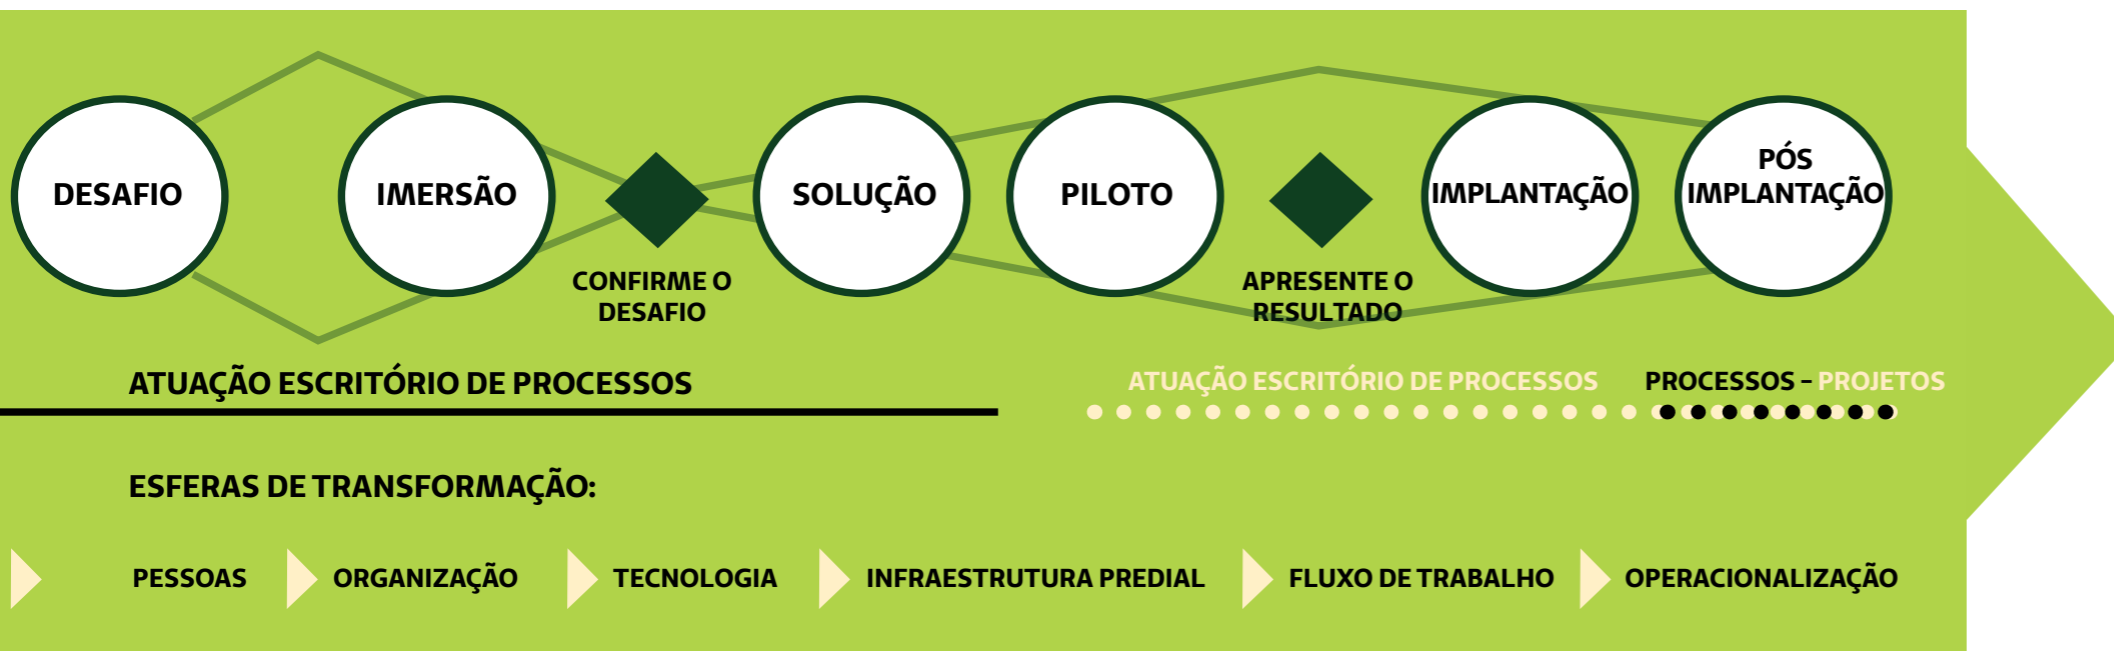 DESAFIO
IMERSÃO
CONFIRME O
DESAFIO
SOLUÇÃO
PILOTO
APRESENTE O
RESULTADO
IMPLANTAÇÃO
PÓS
IMPLANTAÇÃO
ATUAÇÃO ESCRITÓRIO DE PROCESSOS
ATUAÇÃO ESCRITÓRIO DE PROCESSOS
PROCESSOS – PROJETOS
ESFERAS DE TRANSFORMAÇÃO:
PESSOAS
ORGANIZAÇÃO
TECNOLOGIA
INFRAESTRUTURA PREDIAL
FLUXO DE TRABALHO
OPERACIONALIZAÇÃO